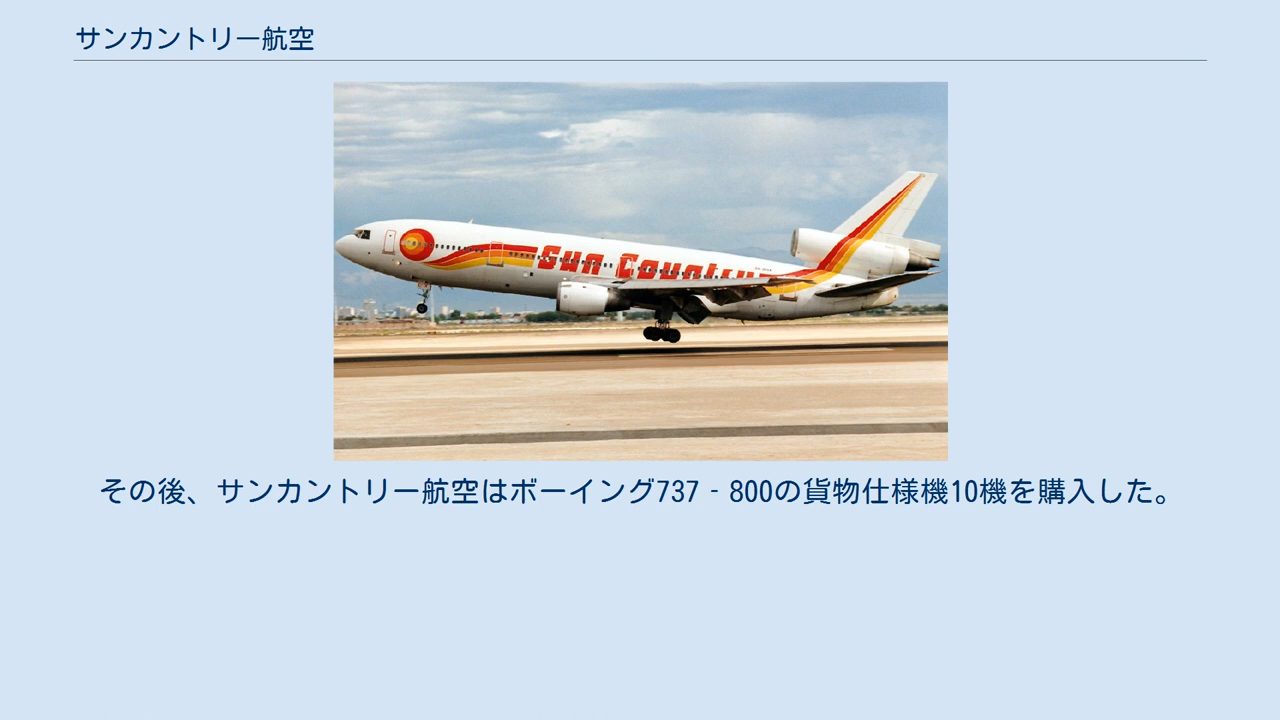 サンカントリー航空
Sun Country
その後、サンカントリー航空はボーイング737‐800の貨物仕様機10機を購入した。